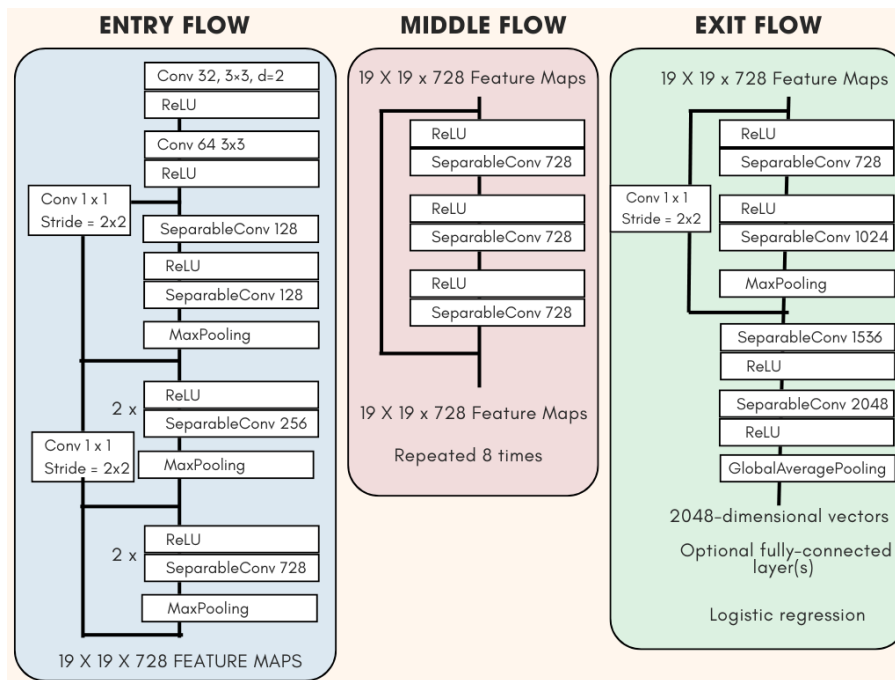 ENTRY FLOW
Conv 32, 3×3, d=2
ReLU
Conv 64 3x3
ReLU
Conv 1 x 1
Stride = 2x2
SeparableConv 128
ReLU
SeparableConv 128
MaxPooling
2 x
ReLU
SeparableConv 256
Conv 1 x 1
Stride = 2x2
MaxPooling
2 x
ReLU
SeparableConv 728
MaxPooling
19 X 19 X 728 FEATURE MAPS
MIDDLE FLOW
19 X 19 x 728 Feature Maps
ReLU
SeparableConv 728
ReLU
SeparableConv 728
ReLU
SeparableConv 728
19 X 19 x 728 Feature Maps
Repeated 8 times
EXIT FLOW
19 X 19 x 728 Feature Maps
ReLU
SeparableConv 728
Conv 1 x 1
Stride = 2x2
ReLU
SeparableConv 1024
MaxPooling
SeparableConv 1536
ReLU
SeparableConv 2048
ReLU
GlobalAveragePooling
2048-dimensional vectors
Optional fully-connected
layer(s)
Logistic regression